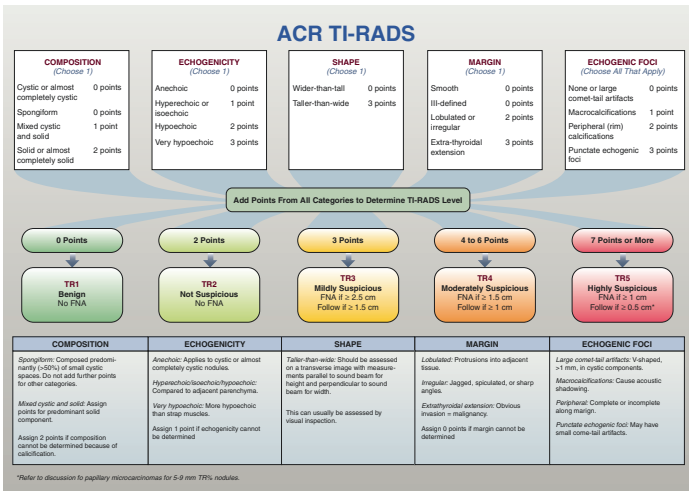 ACR TI-RADS
COMPOSITION
(Choose 1)
Cystic or almost 0 points
completely cystic
Spongiform 0 points
Mixed cystic 1 point
and solid
Solid or almost 2 points
completely solid
ECHOGENICITY
(Choose 1)
Anechoic 0 points
Hyperechoic or 1 point
isoechoic
Hypoechoic 2 points
Very hypoechoic 3 points
SHAPE
(Choose 1)
Wider-than-tall 0 points
Taller-than-wide 3 points
MARGIN
(Choose 1)
Smooth 0 points
Ill-defined 0 points
Lobulated or 2 points
irregular
Extra-thyroidal 3 points
extension
ECHOGENIC FOCI
(Choose All That Apply)
None or large 0 points
comet-tail artifacts
Macrocalcifications 1 point
Peripheral (rim) 2 points
calcifications
Punctate echogenic 3 points
foci
Add Points From All Categories to Determine TI-RADS Level
0 Points
2 Points
3 Points
4 to 6 Points
7 Points or More
TR1
Benign
No FNA
TR2
Not Suspicious
No FNA
TR3
Mildly Suspicious
FNA if ≥ 2.5 cm
Follow if ≥ 1.5 cm
TR4
Moderately Suspicious
FNA if ≥ 1.5 cm
Follow if ≥ 1 cm
TR5
Highly Suspicious
FNA if ≥ 1 cm
Follow if ≥ 0.5 cm*
COMPOSITION
Spongiform: Composed predomi-
nantly (>50%) of small cystic
spaces. Do not add further points
for other categories.
Mixed cystic and solid: Assign
points for predominant solid
component.
Assign 2 points if composition
cannot be determined because of
calcification.
ECHOGENICITY
Anechoic: Applies to cystic or almost
completely cystic nodules.
Hyperechoic/isoechoic/hypoechoic:
Compared to adjacent parenchyma.
Very hypoechoic: More hypoechoic
than strap muscles.
Assign 1 point if echogenicity cannot
be determined
SHAPE
Taller-than-wide: Should be assessed
on a transverse image with measure-
ments parallel to sound beam for
height and perpendicular to sound
beam for width.
This can usually be assessed by
visual inspection.
MARGIN
Lobulated: Protrusions into adjacent
tissue.
Irregular: Jagged, spiculated, or sharp
angles.
Extrathyroidal extension: Obvious
invasion = malignancy.
Assign 0 points if margin cannot be
determined
ECHOGENIC FOCI
Large comet-tail artifacts: V-shaped,
>1 mm, in cystic components.
Macrocalcifications: Cause acoustic
shadowing.
Peripheral: Complete or incomplete
along marign.
Punctate echogenic foci: May have
small come-tail artifacts.
*Refer to discussion to papillary microcarcinomas for 5-9 mm TR% nodules.